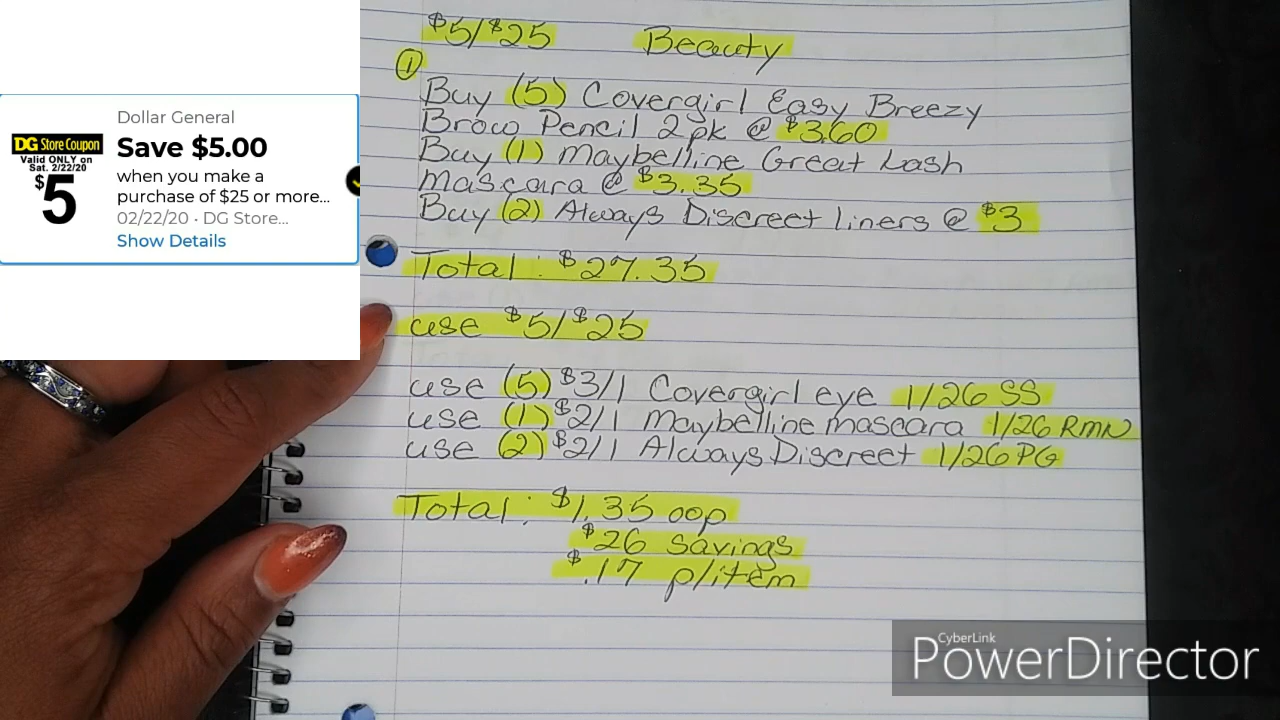 Dollar General
DG Store Coupon
Valid ONLY on
Sat. 2/22/20
$5
Save $5.00
when you make a
purchase of $25 or more...
02/22/20 · DG Store...
Show Details
$5/$25 Beauty
1
Buy (5) Covergirl Easy Breezy
Brow Pencil 2pk @ $3.60
Buy (1) Maybelline Great Lash
Mascara @ $3.35
Buy (2) Always Discreet liners @ $3
Total: $27.35
use $5/$25
use (5) $3/1 Covergirl eye 1/26 SS
use (1) $2/1 Maybelline mascara 1/26 RMN
use (2) $2/1 Always Discreet 1/26 PG
Total: $1.35 oop
$26 savings
$.17 p/item
CyberLink
PowerDirector